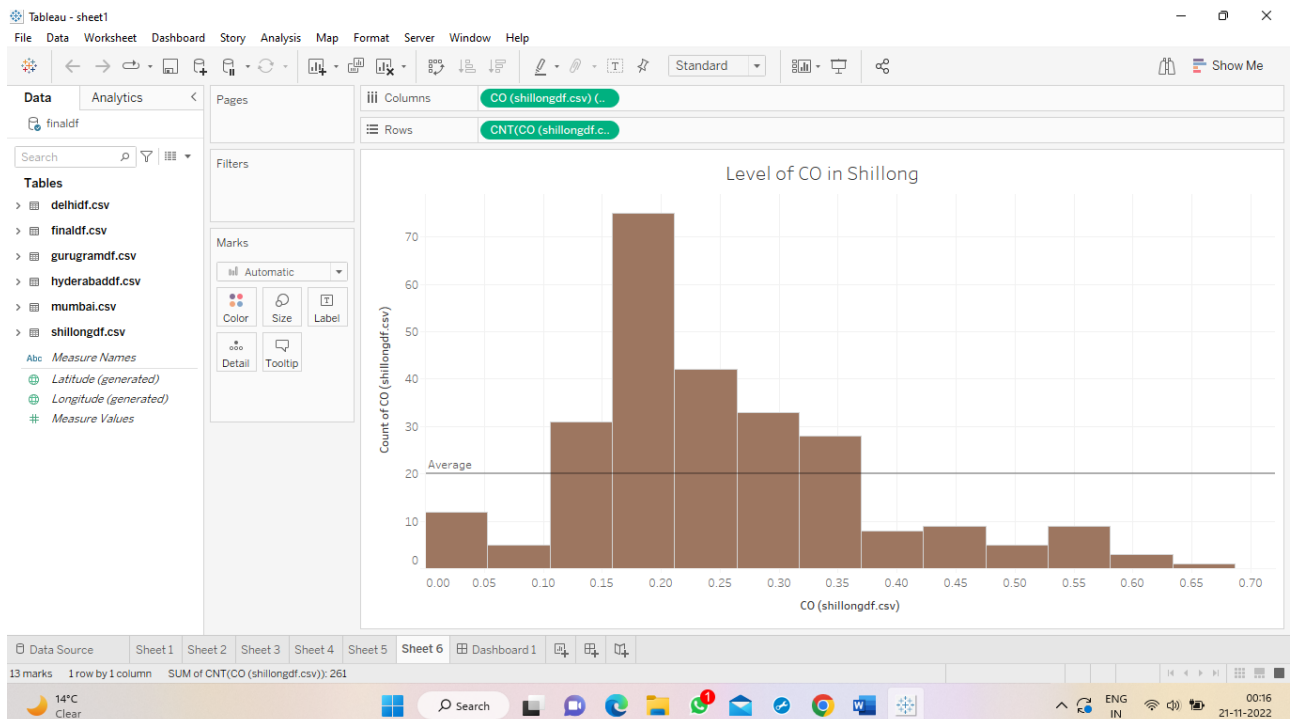 Tableau - sheet1
File Data Worksheet Dashboard Story Analysis Map Format Server Window Help
Standard
Show Me
Data Analytics
finaldf
Search
Tables
delhidf.csv
finaldf.csv
gurugramdf.csv
hyderabaddf.csv
mumbai.csv
shillongdf.csv
Abc Measure Names
Latitude (generated)
Longitude (generated)
# Measure Values
Pages
Filters
Marks
Automatic
Color Size Label
T
Detail Tooltip
Columns CO (shillongdf.csv) (..
Rows CNT(CO (shillongdf.c..
Level of CO in Shillong
Count of CO (shillongdf.csv)
70
60
50
40
30
20
10
0
Average
0.00 0.05 0.10 0.15 0.20 0.25 0.30 0.35 0.40 0.45 0.50 0.55 0.60 0.65 0.70
CO (shillongdf.csv)
Data Source Sheet 1 Sheet 2 Sheet 3 Sheet 4 Sheet 5 Sheet 6 Dashboard 1
13 marks 1 row by 1 column SUM of CNT(CO (shillongdf.csv)): 261
14°C
Clear
Search
1
ENG
IN
00:16
21-11-2022